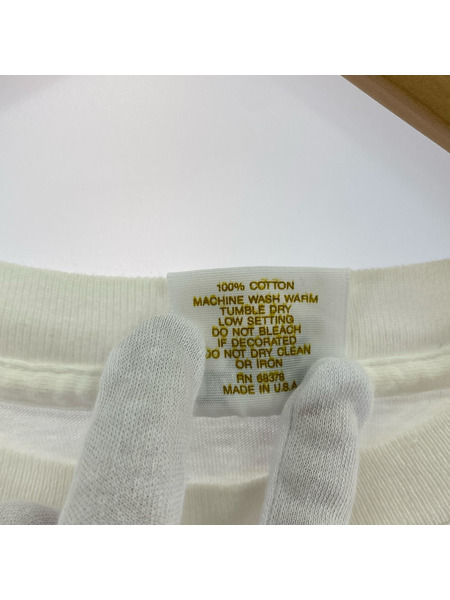 100% COTTON
MACHINE WASH WARM
TUMBLE DRY
LOW SETTING
DO NOT BLEACH
IF DECORATED
DO NOT DRY CLEAN
OR IRON
RN 68378
MADE IN U.S.A.